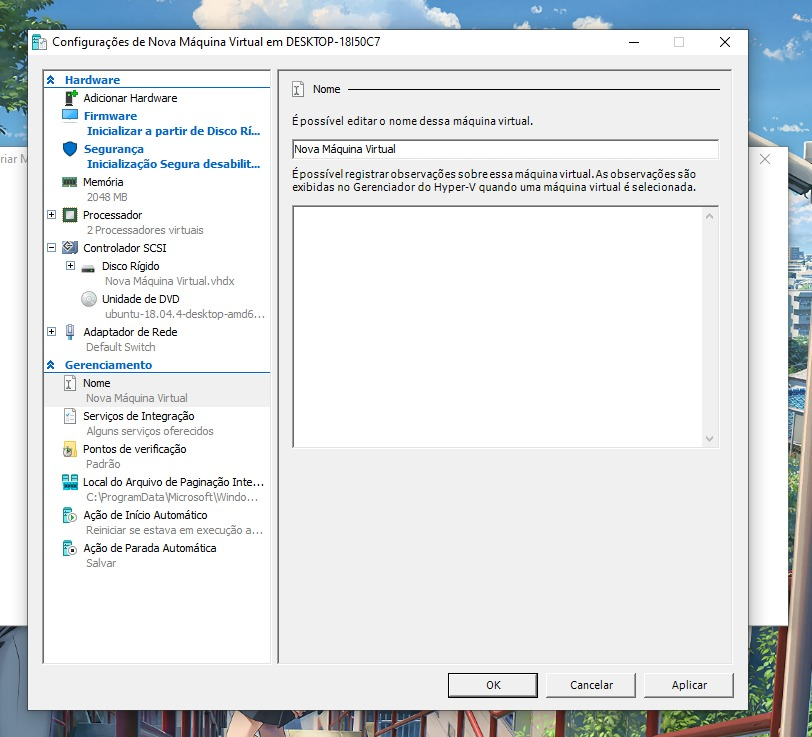 Configurações de Nova Máquina Virtual em DESKTOP-18I50C7
Hardware
Adicionar Hardware
Firmware
Inicializar a partir de Disco Rí...
Segurança
Inicialização Segura desabilit...
Memória
2048 MB
Processador
2 Processadores virtuais
Controlador SCSI
Disco Rígido
Nova Máquina Virtual.vhdx
Unidade de DVD
ubuntu-18.04.4-desktop-amd6...
Adaptador de Rede
Default Switch
Gerenciamento
Nome
Nova Máquina Virtual
Serviços de Integração
Alguns serviços oferecidos
Pontos de verificação
Padrão
Local do Arquivo de Paginação Inte...
C:\ProgramData\Microsoft\Windo...
Ação de Início Automático
Reiniciar se estava em execução a...
Ação de Parada Automática
Salvar
Nome
É possível editar o nome dessa máquina virtual.
Nova Máquina Virtual
É possível registrar observações sobre essa máquina virtual. As observações são
exibidas no Gerenciador do Hyper-V quando uma máquina virtual é selecionada.
OK
Cancelar
Aplicar